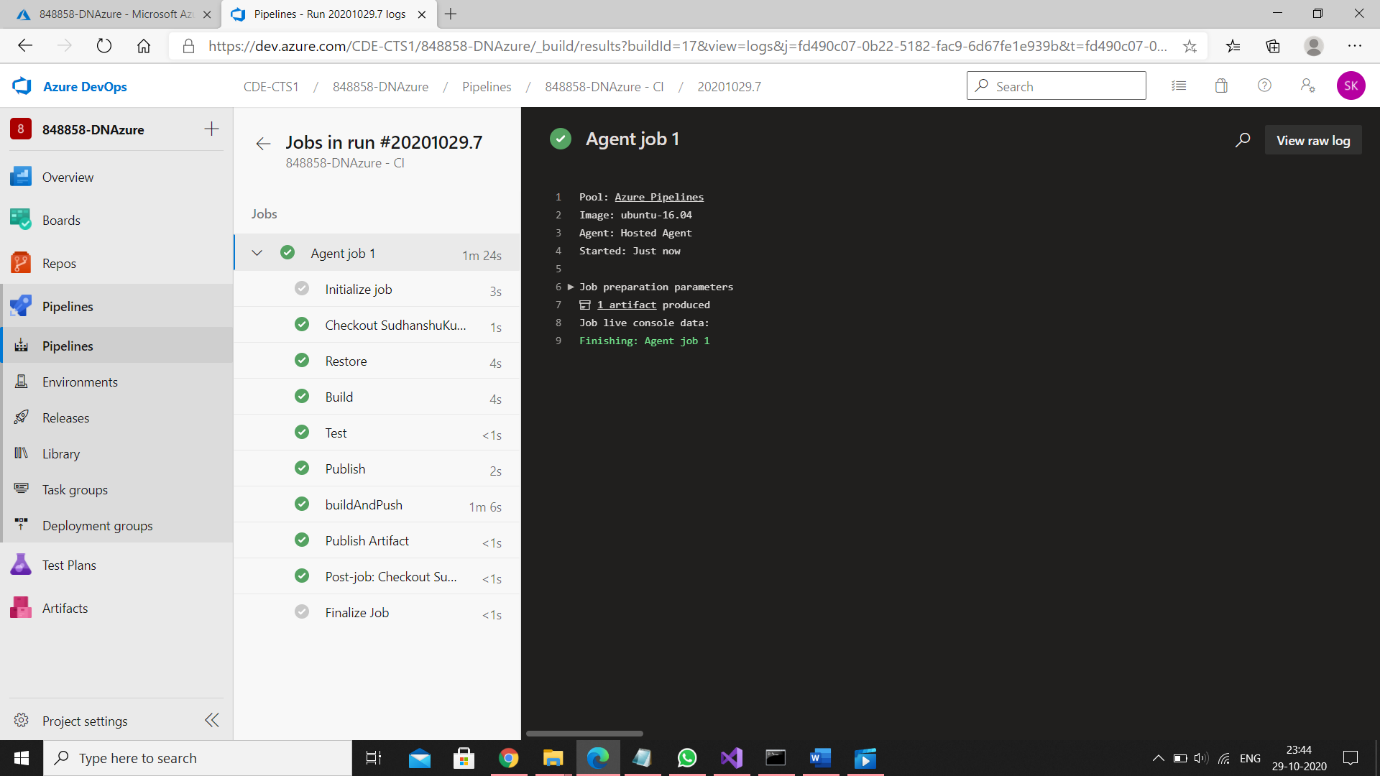 848858-DNAzure - Microsoft Az
Pipelines - Run 20201029.7 logs
https://dev.azure.com/CDE-CTS1/848858-DNAzure/_build/results?buildId=17&view=logs&j=fd490c07-0b22-5182-fac9-6d67fe1e939b&t=fd490c07-0...
Azure DevOps
CDE-CTS1 / 848858-DNAzure / Pipelines / 848858-DNAzure - CI / 20201029.7
Search
SK
8 848858-DNAzure
Overview
Boards
Repos
Pipelines
Pipelines
Environments
Releases
Library
Task groups
Deployment groups
Test Plans
Artifacts
Project settings
Jobs in run #20201029.7
848858-DNAzure - CI
Jobs
Agent job 1 1m 24s
Initialize job 3s
Checkout SudhanshuKu... 1s
Restore 4s
Build 4s
Test <1s
Publish 2s
buildAndPush 1m 6s
Publish Artifact <1s
Post-job: Checkout Su... <1s
Finalize Job <1s
Agent job 1
View raw log
1 Pool: Azure Pipelines
2 Image: ubuntu-16.04
3 Agent: Hosted Agent
4 Started: Just now
5
6 Job preparation parameters
7 1 artifact produced
8 Job live console data:
9 Finishing: Agent job 1
Type here to search
ENG
23:44
29-10-2020